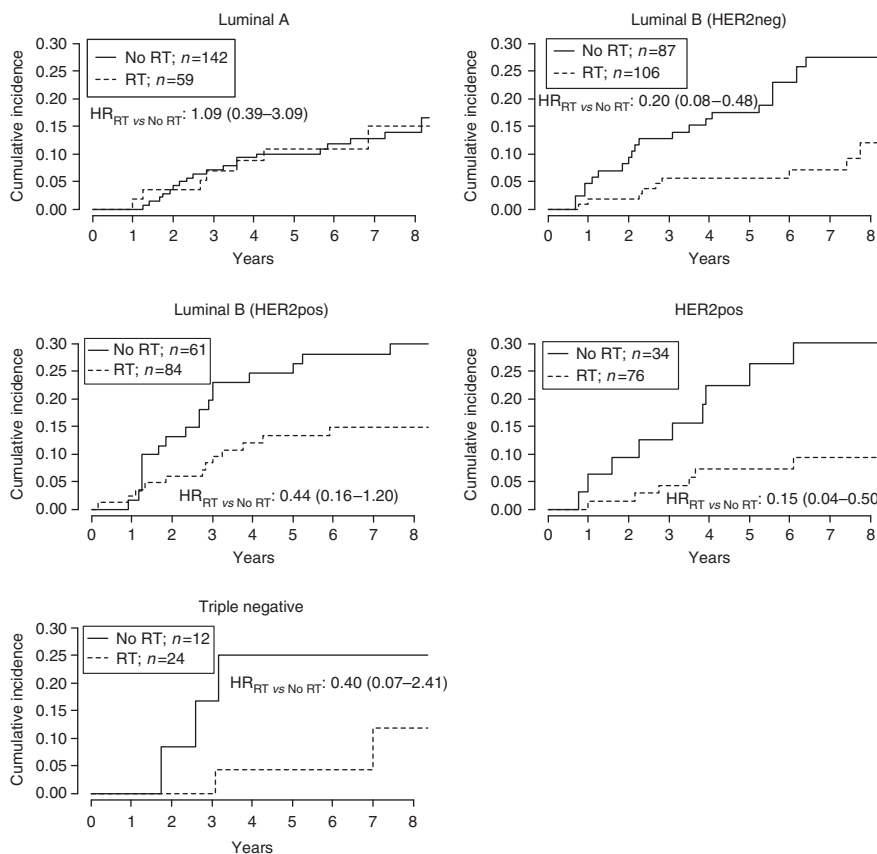 Luminal A
Cumulative incidence
0.30
0.25
0.20
0.15
0.10
0.05
0.00
No RT; n=142
RT; n=59
HRRT vs No RT: 1.09 (0.39–3.09)
0 1 2 3 4 5 6 7 8
Years
Luminal B (HER2neg)
Cumulative incidence
0.30
0.25
0.20
0.15
0.10
0.05
0.00
No RT; n=87
RT; n=106
HRRT vs No RT: 0.20 (0.08–0.48)
0 1 2 3 4 5 6 7 8
Years
Luminal B (HER2pos)
Cumulative incidence
0.30
0.25
0.20
0.15
0.10
0.05
0.00
No RT; n=61
RT; n=84
HRRT vs No RT: 0.44 (0.16–1.20)
0 1 2 3 4 5 6 7 8
Years
HER2pos
Cumulative incidence
0.30
0.25
0.20
0.15
0.10
0.05
0.00
No RT; n=34
RT; n=76
HRRT vs No RT: 0.15 (0.04–0.50
0 1 2 3 4 5 6 7 8
Years
Triple negative
Cumulative incidence
0.30
0.25
0.20
0.15
0.10
0.05
0.00
No RT; n=12
RT; n=24
HRRT vs No RT: 0.40 (0.07–2.41)
0 1 2 3 4 5 6 7 8
Years